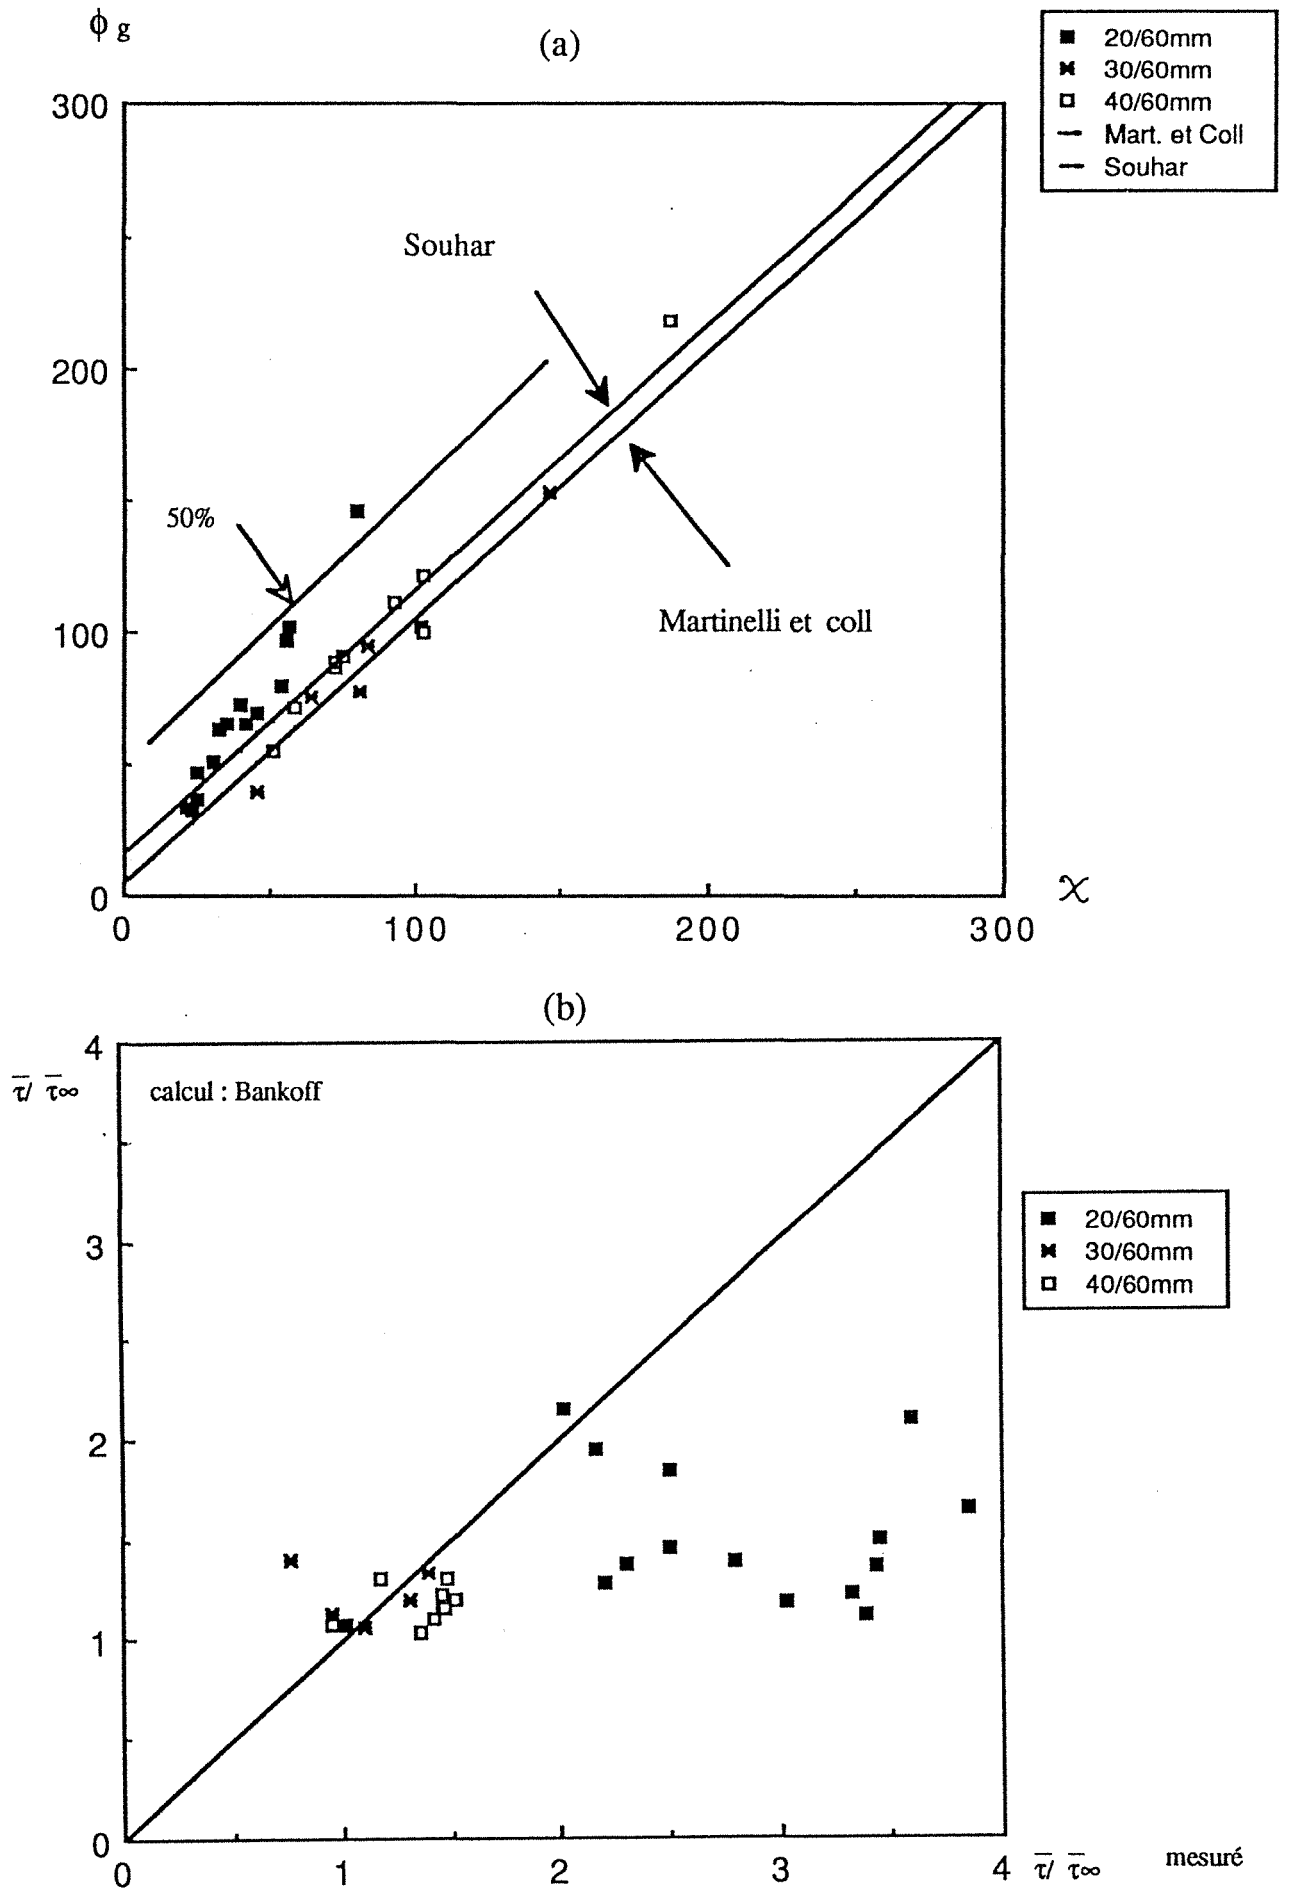 ϕ g
(a)
20/60mm
30/60mm
40/60mm
Mart. et Coll
Souhar
300
Souhar
200
50%
100
Martinelli et coll
0
0 100 200 300
χ
(b)
4
τ̅/ τ̅∞
calcul : Bankoff
3
20/60mm
30/60mm
40/60mm
2
1
0
0 1 2 3 4
τ̅/ τ̅∞ mesuré